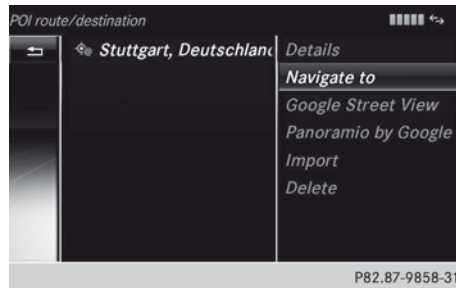 POI route/destination
Stuttgart, Deutschlan
Details
Navigate to
Google Street View
Panoramio by Google
Import
Delete
P82.87-9858-31